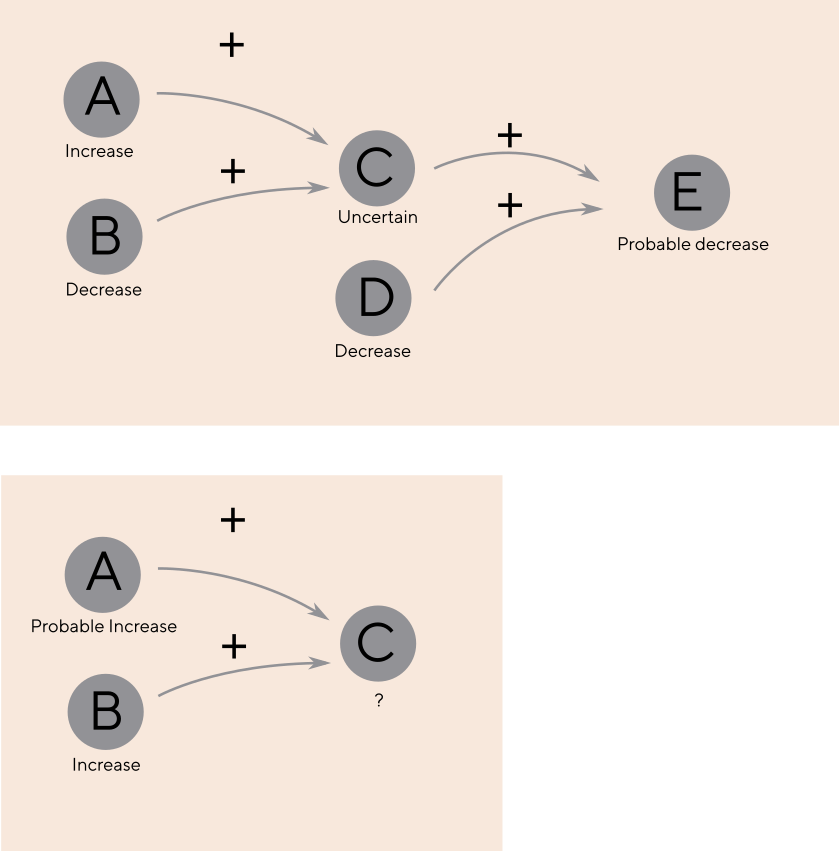 +
A
Increase
+
B
Decrease
C
Uncertain
+
+
D
Decrease
E
Probable decrease
+
A
Probable Increase
+
B
Increase
C
?